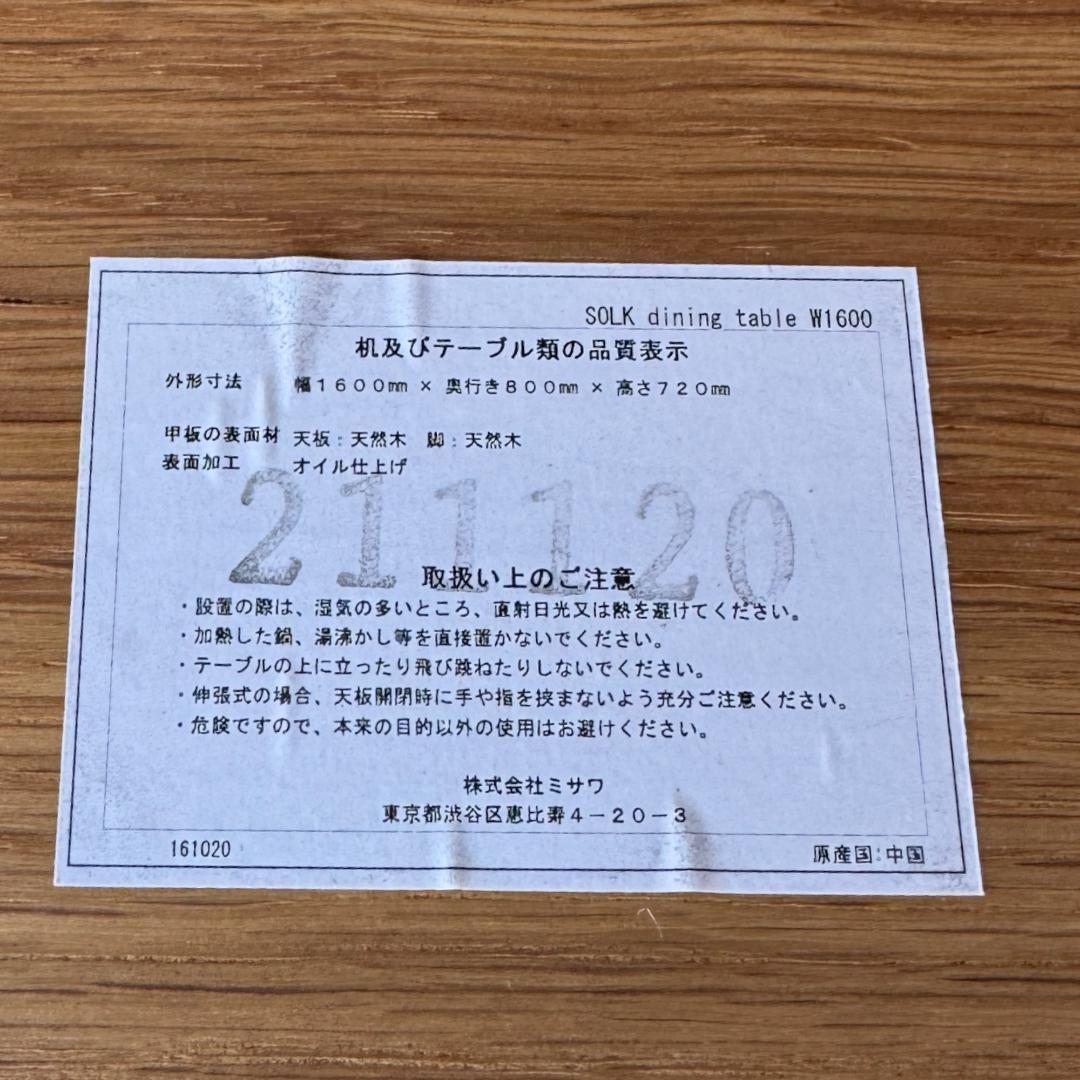 SOLK dining table W1600
机及びテーブル類の品質表示
外形寸法 幅１６００㎜ × 奥行き８００㎜ × 高さ７２０㎜
甲板の表面材 天板：天然木 脚：天然木
表面加工 オイル仕上げ
211120
取扱い上のご注意
・設置の際は、湿気の多いところ、直射日光又は熱を避けてください。
・加熱した鍋、湯沸かし等を直接置かないでください。
・テーブルの上に立ったり飛び跳ねたりしないでください。
・伸張式の場合、天板開閉時に手や指を挟まないよう充分ご注意ください。
・危険ですので、本来の目的以外の使用はお避けください。
株式会社ミサワ
東京都渋谷区恵比寿４－２０－３
161020 原産国：中国